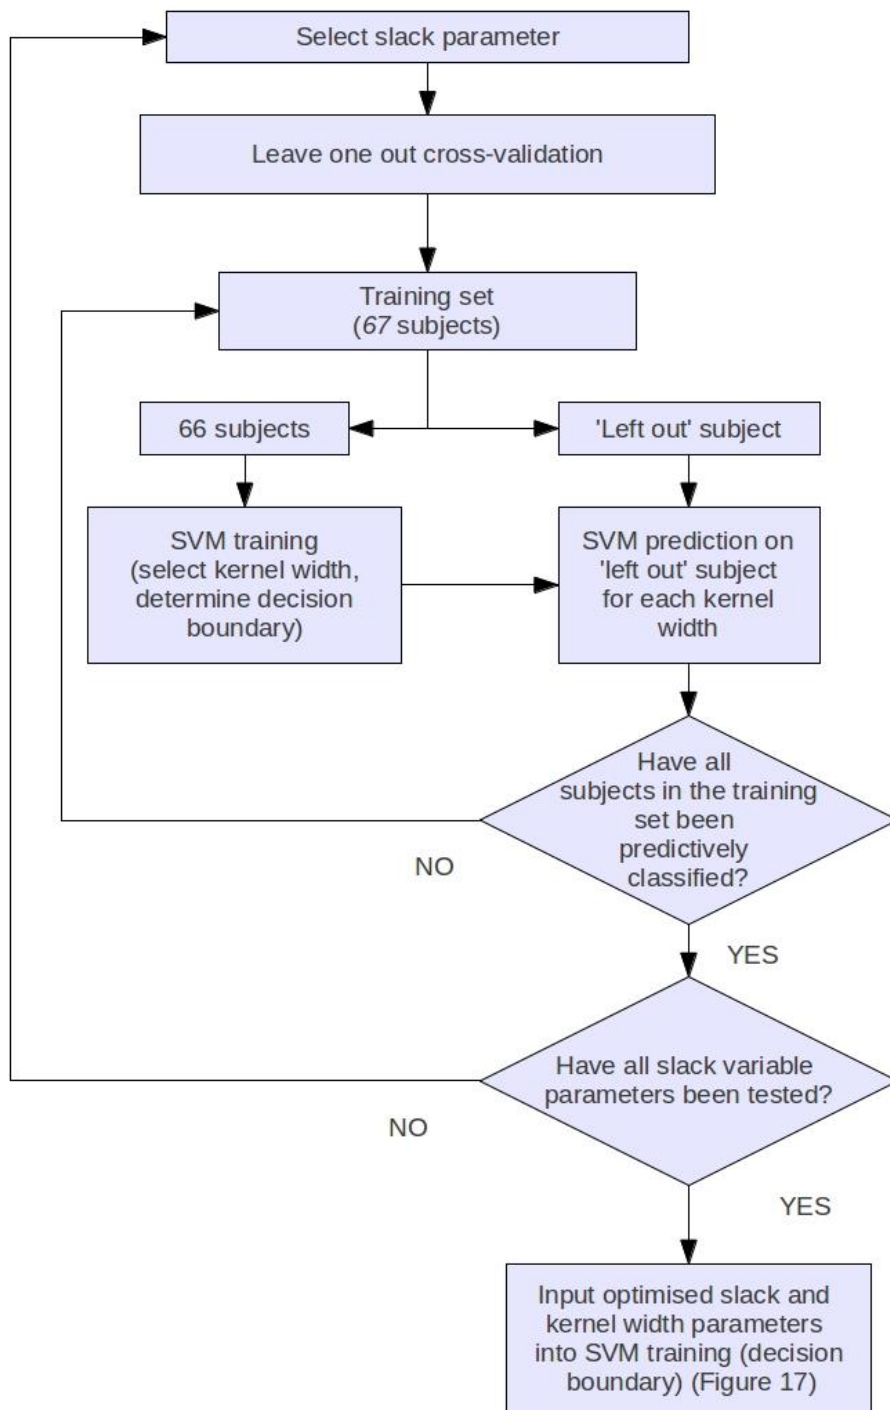 Select slack parameter
Leave one out cross-validation
Training set
(67 subjects)
66 subjects
'Left out' subject
SVM training
(select kernel width,
determine decision
boundary)
SVM prediction on
'left out' subject
for each kernel
width
Have all
subjects in the training
set been
predictively
classified?
NO
YES
Have all slack variable
parameters been tested?
NO
YES
Input optimised slack and
kernel width parameters
into SVM training (decision
boundary) (Figure 17)